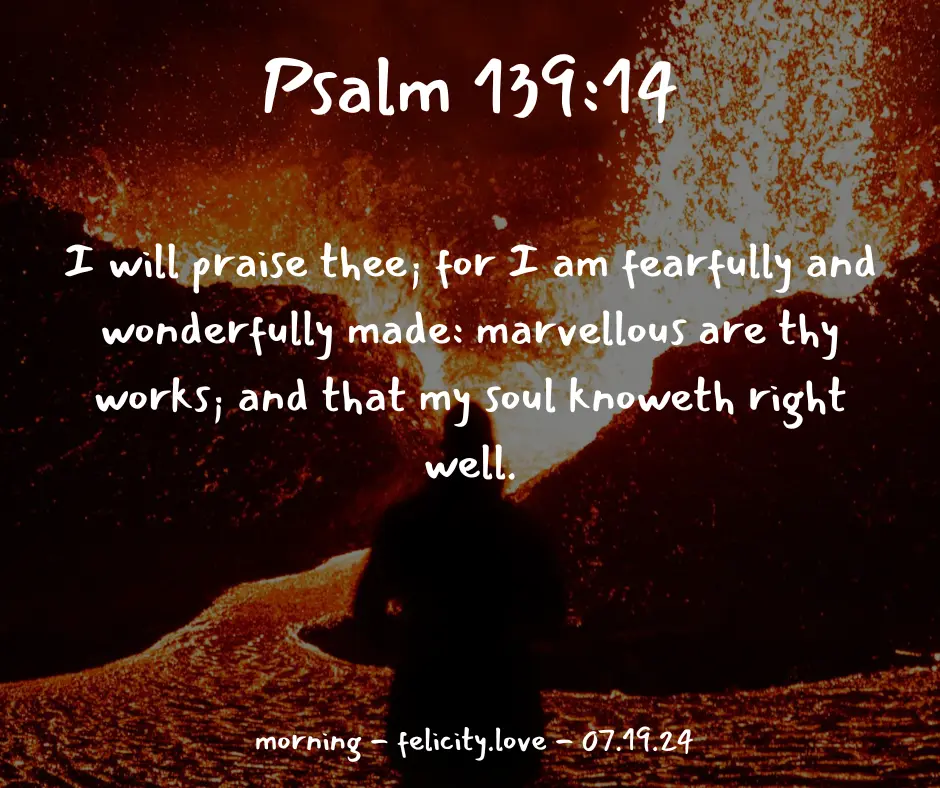 Psalm 139:14
I will praise thee; for I am fearfully and
wonderfully made: marvellous are thy
works; and that my soul knoweth right
well.
morning - felicity.love - 07.19.24